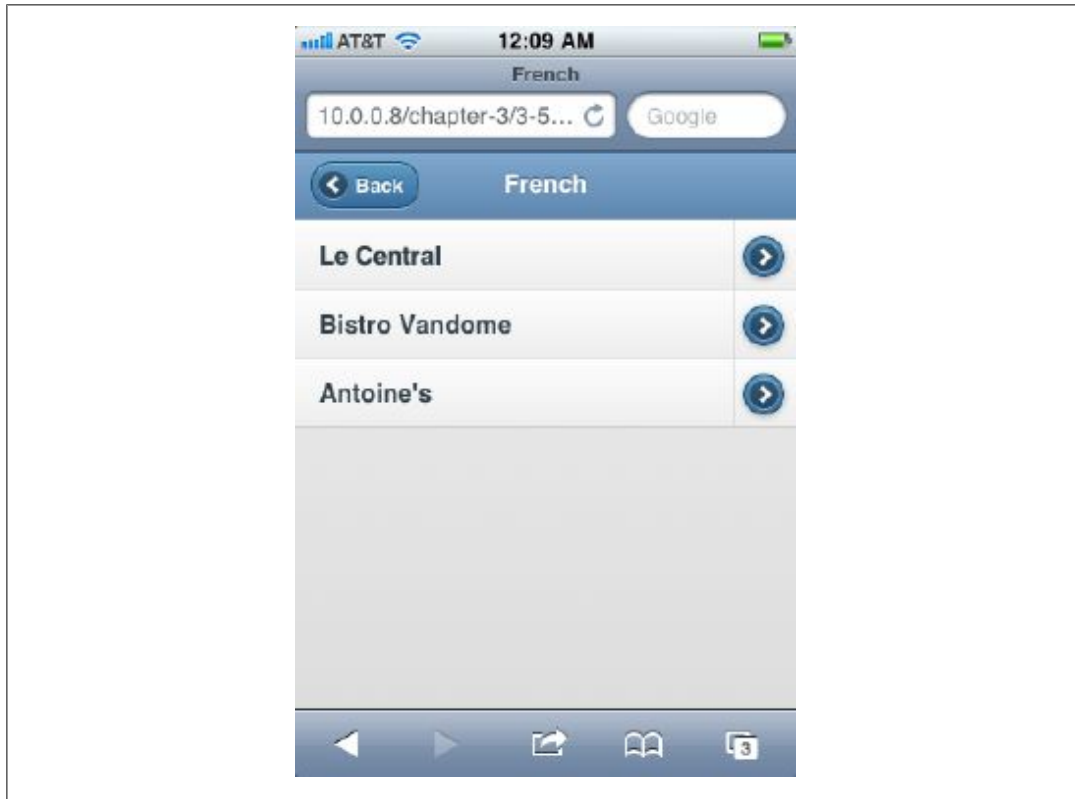 AT&T 12:09 AM
French
10.0.0.8/chapter-3/3-5... Google
Back French
Le Central
Bistro Vandome
Antoine's
3